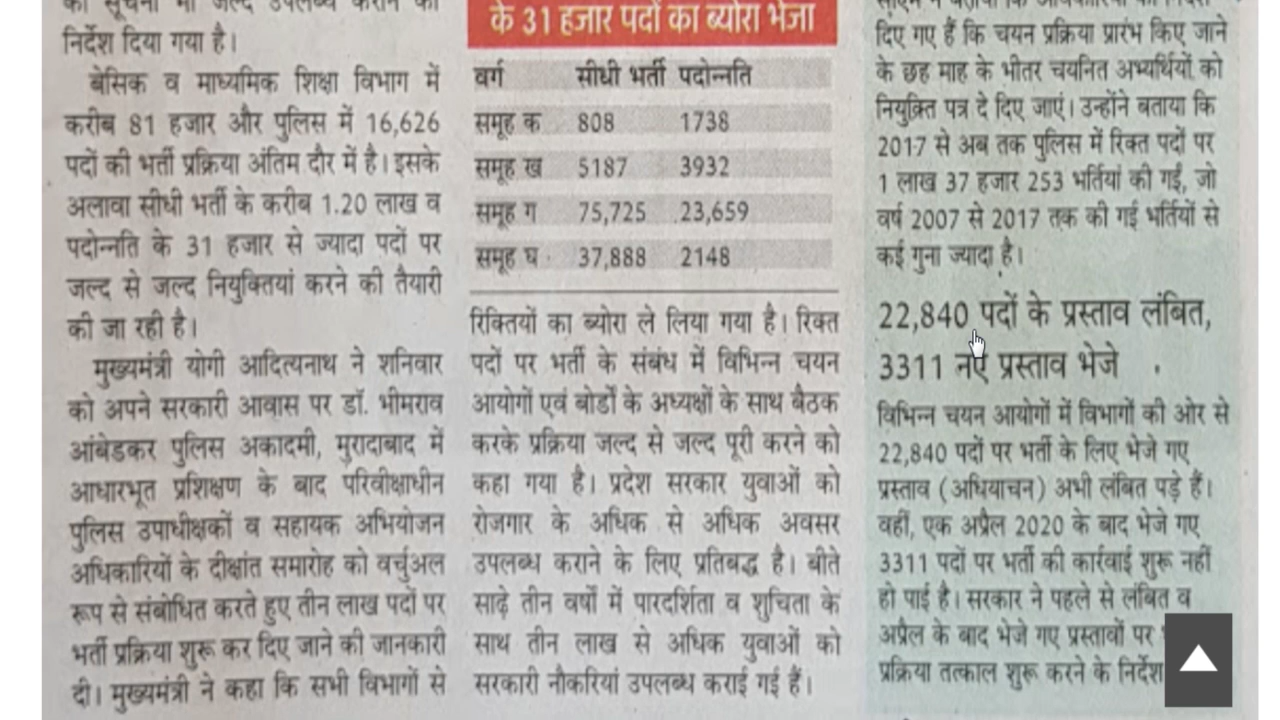 निर्देश दिया गया है।
बेसिक व माध्यमिक शिक्षा विभाग में
करीब 81 हजार और पुलिस में 16,626
पदों की भर्ती प्रक्रिया अंतिम दौर में है। इसके
अलावा सीधी भर्ती के करीब 1.20 लाख व
पदोन्नति के 31 हजार से ज्यादा पदों पर
जल्द से जल्द नियुक्तियां करने की तैयारी
की जा रही है।
मुख्यमंत्री योगी आदित्यनाथ ने शनिवार
को अपने सरकारी आवास पर डॉ. भीमराव
आंबेडकर पुलिस अकादमी, मुरादाबाद में
आधारभूत प्रशिक्षण के बाद परिवीक्षाधीन
पुलिस उपाधीक्षकों व सहायक अभियोजन
अधिकारियों के दीक्षांत समारोह को वर्चुअल
रूप से संबोधित करते हुए तीन लाख पदों पर
भर्ती प्रक्रिया शुरू कर दिए जाने की जानकारी
दी। मुख्यमंत्री ने कहा कि सभी विभागों से
के 31 हजार पदों का ब्योरा भेजा
वर्ग सीधी भर्ती पदोन्नति
समूह क 808 1738
समूह ख 5187 3932
समूह ग 75,725 23,659
समूह घ 37,888 2148
रिक्तियों का ब्योरा ले लिया गया है। रिक्त
पदों पर भर्ती के संबंध में विभिन्न चयन
आयोगों एवं बोर्डों के अध्यक्षों के साथ बैठक
करके प्रक्रिया जल्द से जल्द पूरी करने को
कहा गया है। प्रदेश सरकार युवाओं को
रोजगार के अधिक से अधिक अवसर
उपलब्ध कराने के लिए प्रतिबद्ध है। बीते
साढ़े तीन वर्षों में पारदर्शिता व शुचिता के
साथ तीन लाख से अधिक युवाओं को
सरकारी नौकरियां उपलब्ध कराई गई हैं।
दिए गए हैं कि चयन प्रक्रिया प्रारंभ किए जाने
के छह माह के भीतर चयनित अभ्यर्थियों को
नियुक्ति पत्र दे दिए जाएं। उन्होंने बताया कि
2017 से अब तक पुलिस में रिक्त पदों पर
1 लाख 37 हजार 253 भर्तियां की गईं, जो
वर्ष 2007 से 2017 तक की गई भर्तियों से
कई गुना ज्यादा है।
22,840 पदों के प्रस्ताव लंबित,
3311 नए प्रस्ताव भेजे
विभिन्न चयन आयोगों में विभागों की ओर से
22,840 पदों पर भर्ती के लिए भेजे गए
प्रस्ताव (अधियाचन) अभी लंबित पड़े हैं।
वहीं, एक अप्रैल 2020 के बाद भेजे गए
3311 पदों पर भर्ती की कार्रवाई शुरू नहीं
हो पाई है। सरकार ने पहले से लंबित व
अप्रैल के बाद भेजे गए प्रस्तावों पर
प्रक्रिया तत्काल शुरू करने के निर्देश